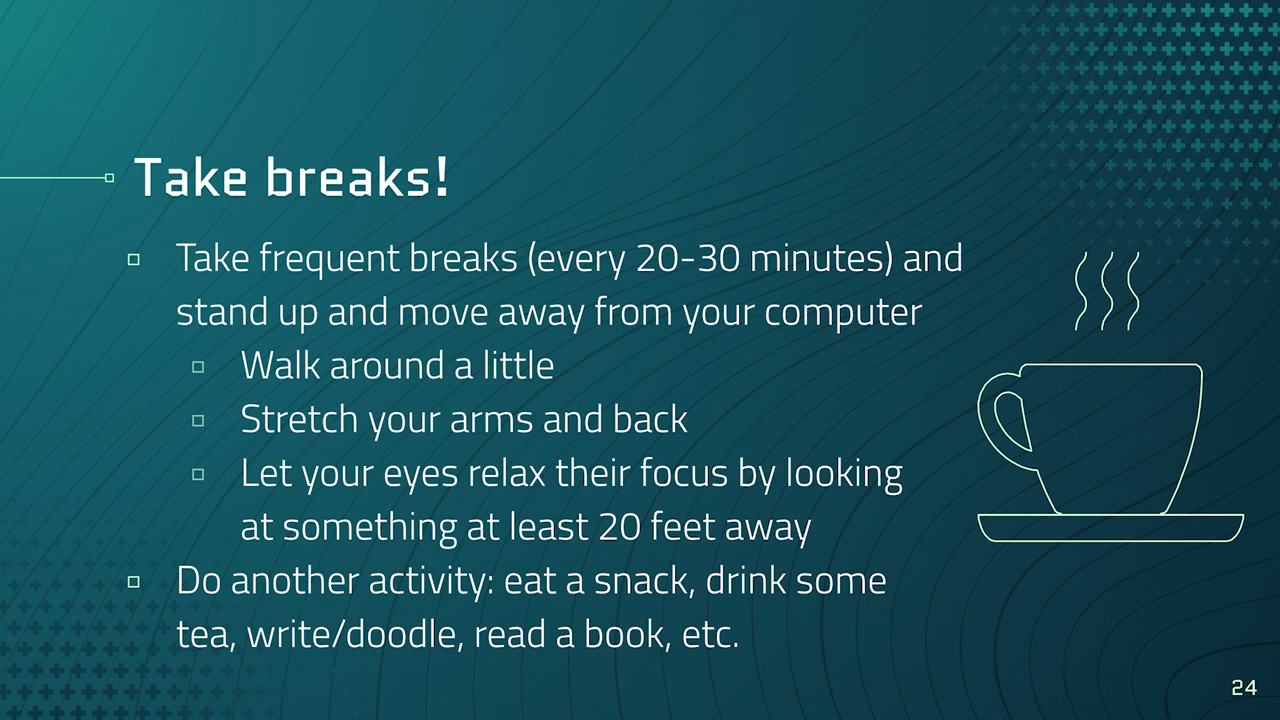 Take breaks!
Take frequent breaks (every 20-30 minutes) and
stand up and move away from your computer
Walk around a little
Stretch your arms and back
Let your eyes relax their focus by looking
at something at least 20 feet away
Do another activity: eat a snack, drink some
tea, write/doodle, read a book, etc.
24